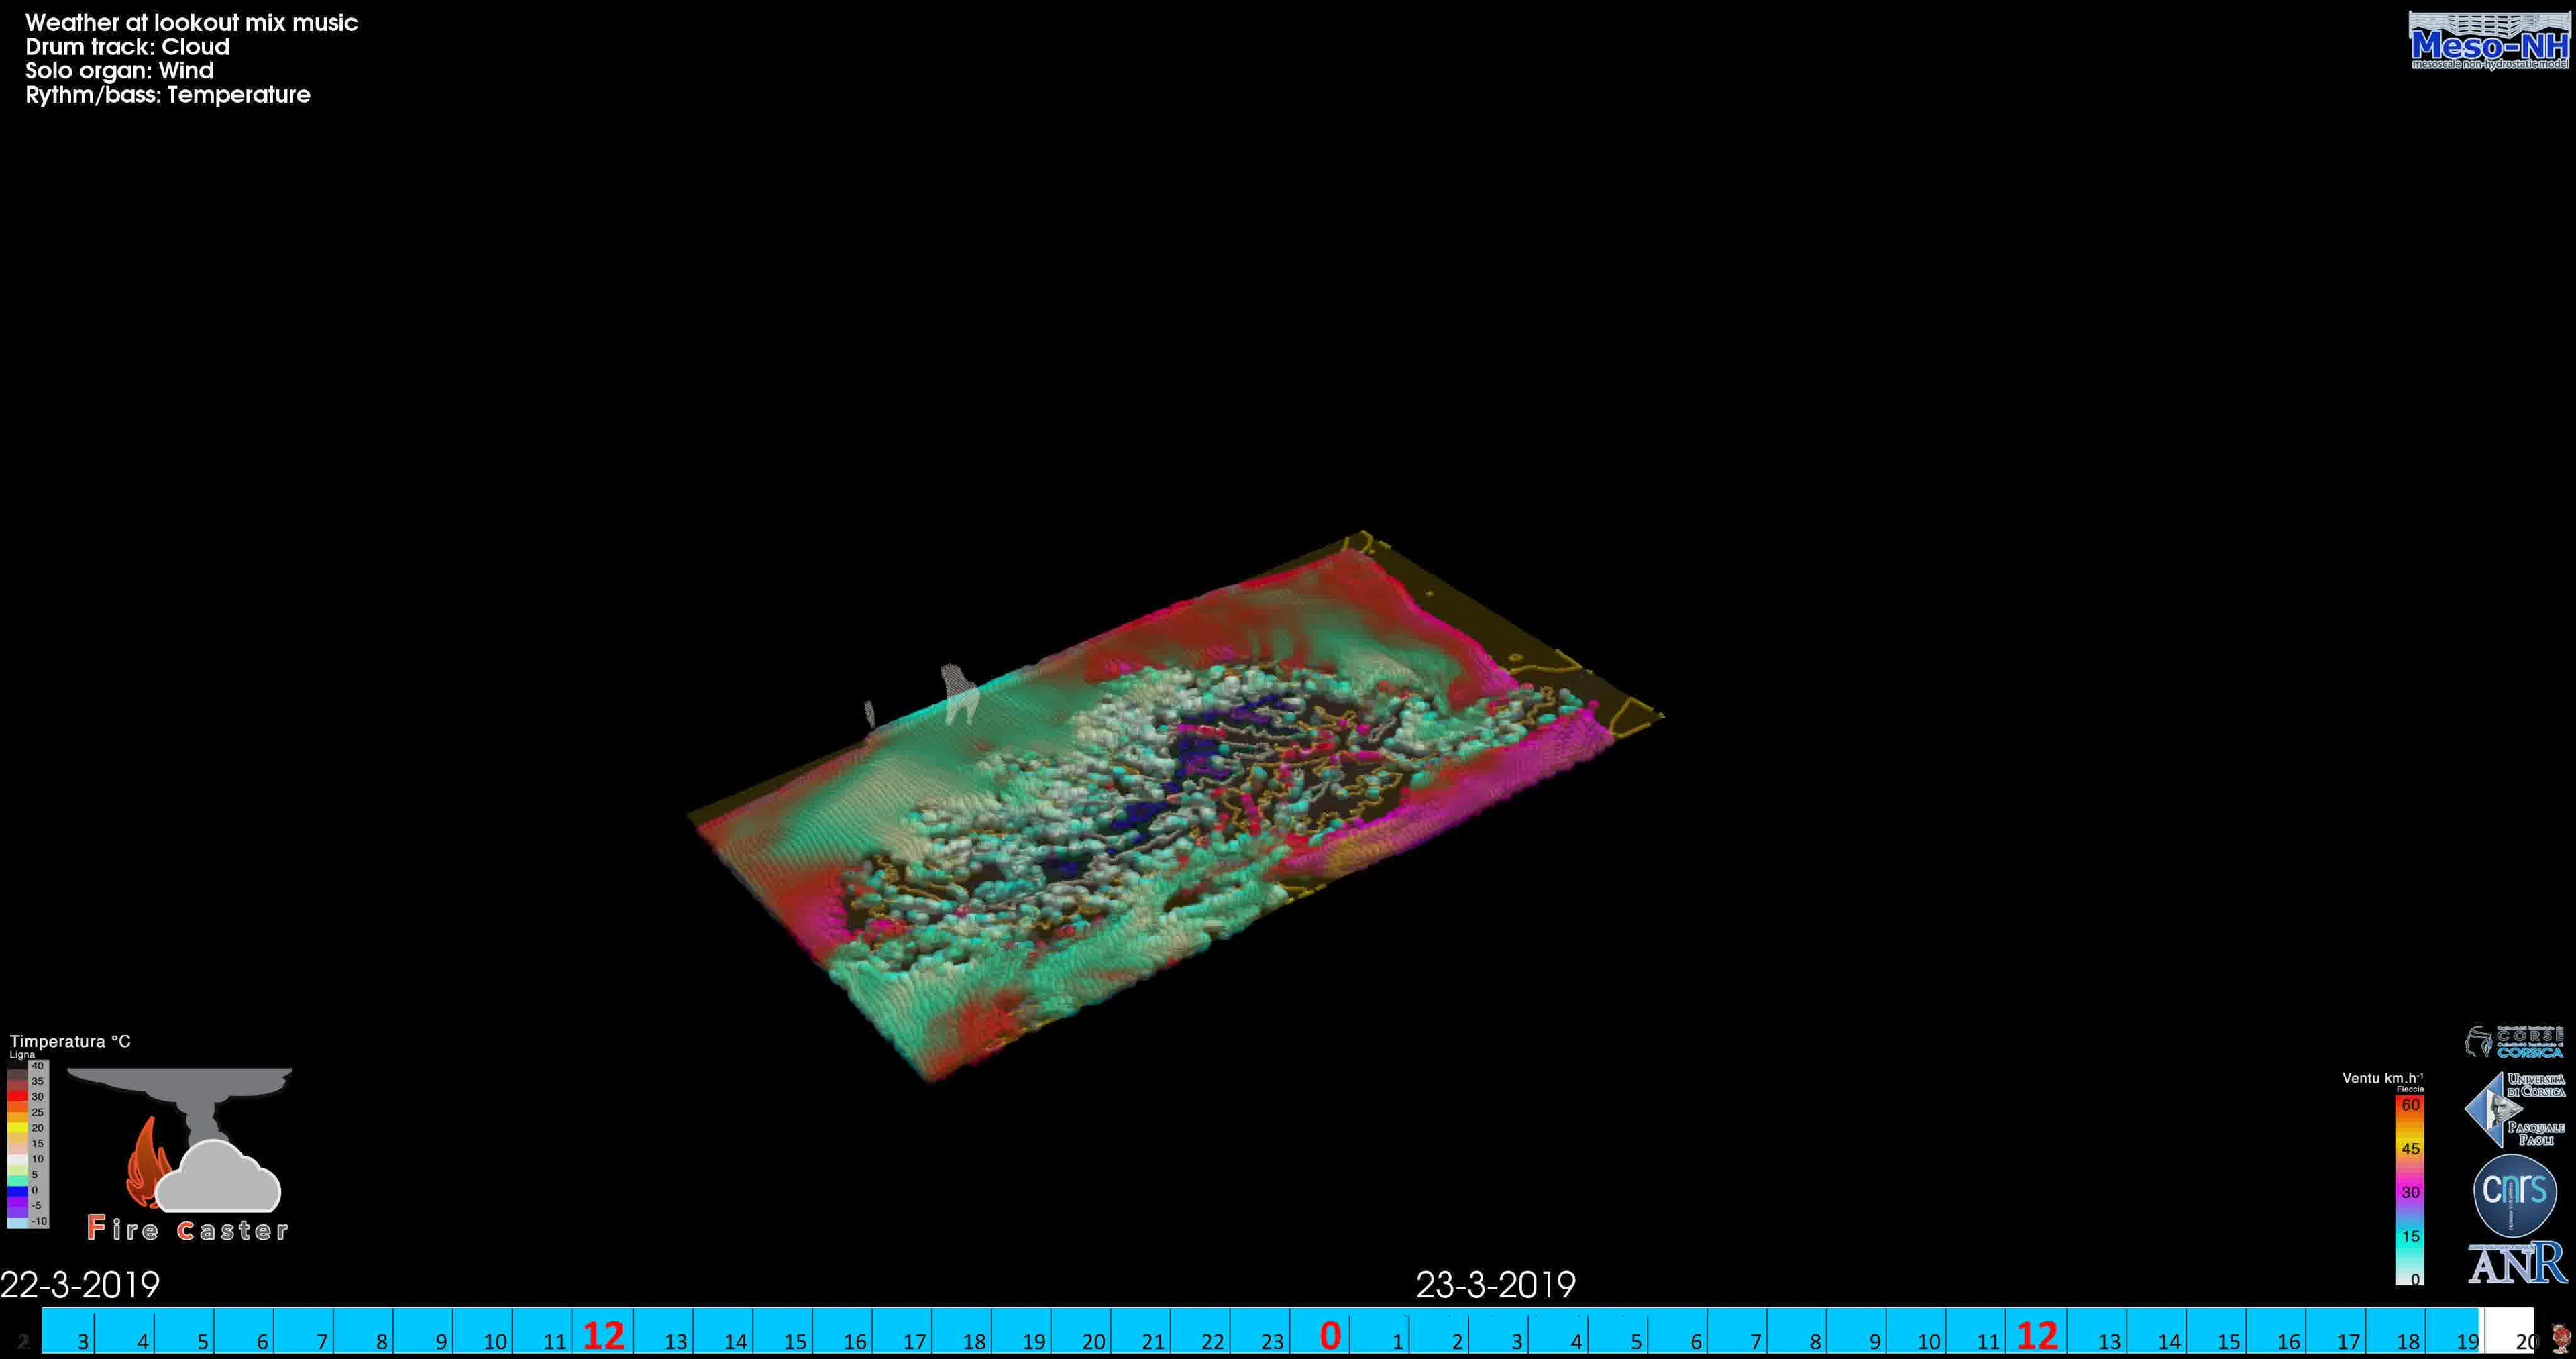 Weather at lookout mix music
Drum track: Cloud
Solo organ: Wind
Rythm/bass: Temperature
Meso-NH
mesoscale non-hydrostatic model
Timperatura °C
Ligna
40
35
30
25
20
15
10
5
0
-5
-10
Fire caster
Ventu km.h⁻¹
Fleccia
60
45
30
15
0
CORSE
CORSICA
UNIVERSITÀ
DI CORSICA
PASQUALE
PAOLI
cnrs
ANR
22-3-2019
23-3-2019
2 3 4 5 6 7 8 9 10 11 12 13 14 15 16 17 18 19 20 21 22 23 0 1 2 3 4 5 6 7 8 9 10 11 12 13 14 15 16 17 18 19 20